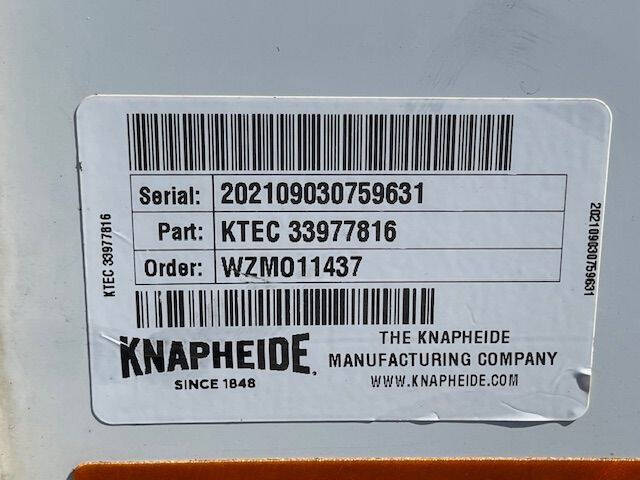 Serial: 202109030759631
Part: KTEC 33977816
Order: WZMO11437
KTEC 33977816
202109030759631
KNAPHEIDE.
SINCE 1848
THE KNAPHEIDE
MANUFACTURING COMPANY
WWW.KNAPHEIDE.COM